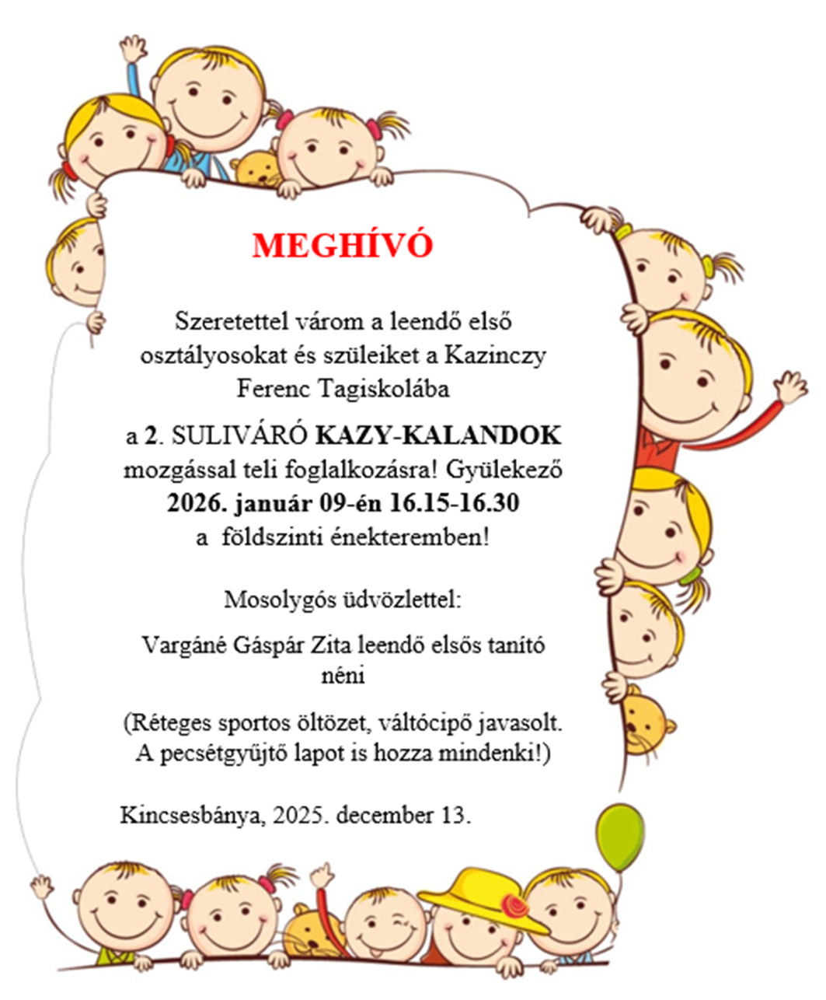 MEGHÍVÓ
Szeretettel várom a leendő első
osztályosokat és szüleiket a Kazinczy
Ferenc Tagiskolába
a 2. SULIVÁRÓ KAZY-KALANDOK
mozgással teli foglalkozásra! Gyülekező
2026. január 09-én 16.15-16.30
a földszinti énekteremben!
Mosolygós üdvözlettel:
Vargáné Gáspár Zita leendő elsős tanító
néni
(Réteges sportos öltözet, váltócipő javasolt.
A pecsétgyűjtő lapot is hozza mindenki!)
Kincsesbánya, 2025. december 13.